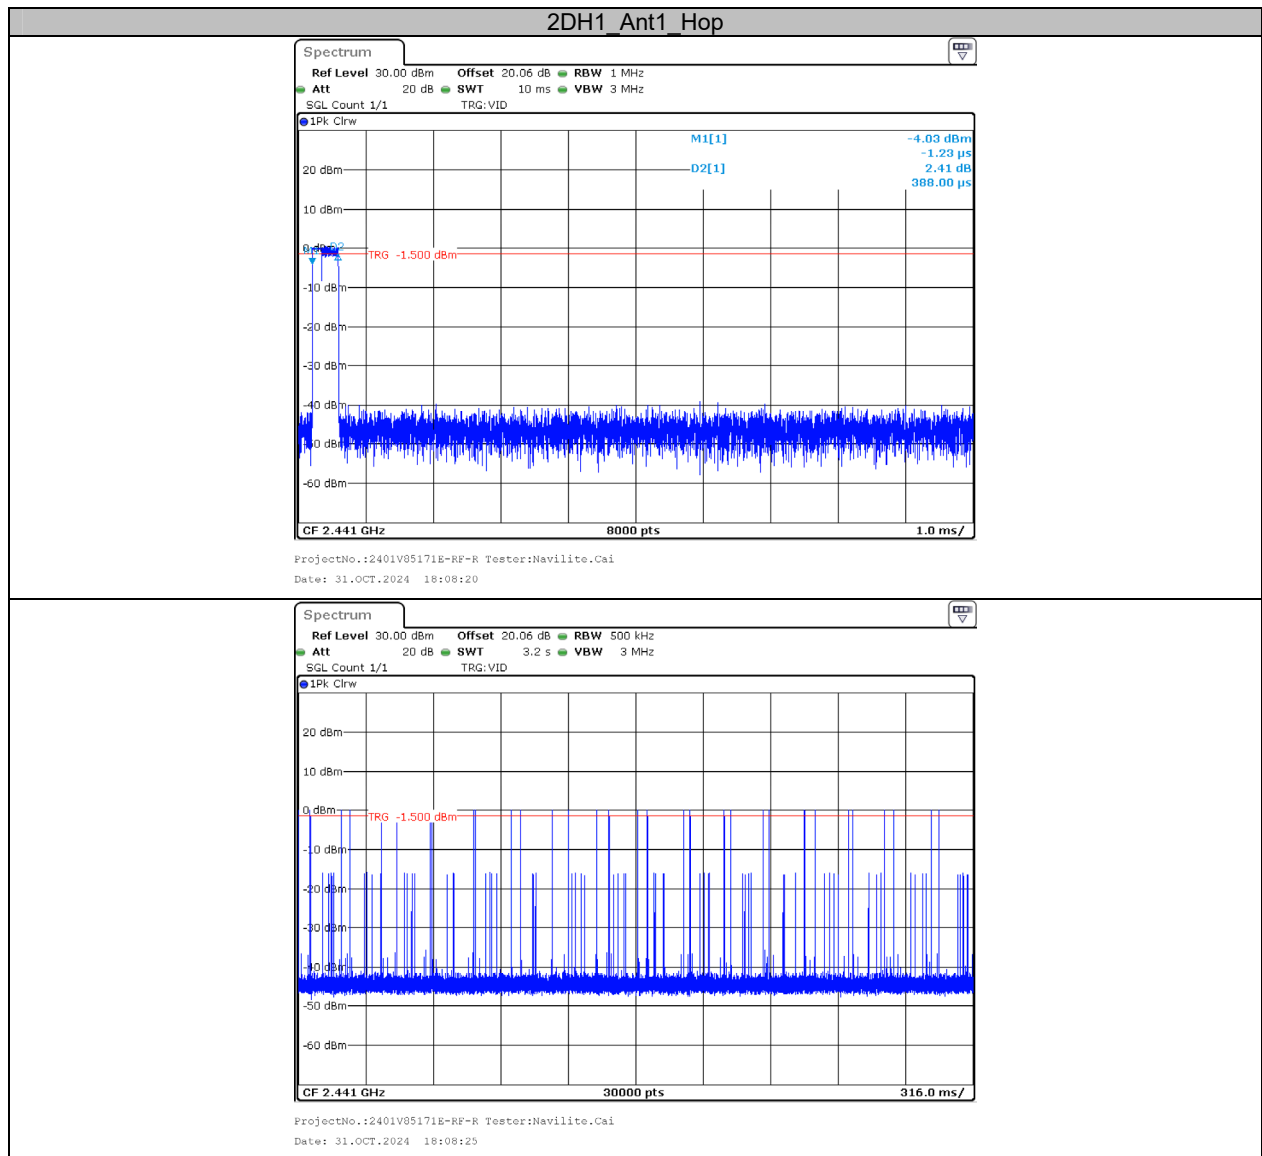 2DH1_Ant1_Hop
Spectrum
Ref Level 30.00 dBm Offset 20.06 dB RBW 1 MHz
Att 20 dB SWT 10 ms VBW 3 MHz
SGL Count 1/1 TRG:VID
1Pk Clrw
M1[1] -4.03 dBm
-1.23 µs
D2[1] 2.41 dB
388.00 µs
20 dBm
10 dBm
0 dBm
D2
TRG -1.500 dBm
-10 dBm
-20 dBm
-30 dBm
-40 dBm
-50 dBm
-60 dBm
CF 2.441 GHz 8000 pts 1.0 ms/
ProjectNo.:2401V85171E-RF-R Tester:Navilite.Cai
Date: 31.OCT.2024 18:08:20
Spectrum
Ref Level 30.00 dBm Offset 20.06 dB RBW 500 kHz
Att 20 dB SWT 3.2 s VBW 3 MHz
SGL Count 1/1 TRG:VID
1Pk Clrw
20 dBm
10 dBm
0 dBm
TRG -1.500 dBm
-10 dBm
-20 dBm
-30 dBm
-40 dBm
-50 dBm
-60 dBm
CF 2.441 GHz 30000 pts 316.0 ms/
ProjectNo.:2401V85171E-RF-R Tester:Navilite.Cai
Date: 31.OCT.2024 18:08:25